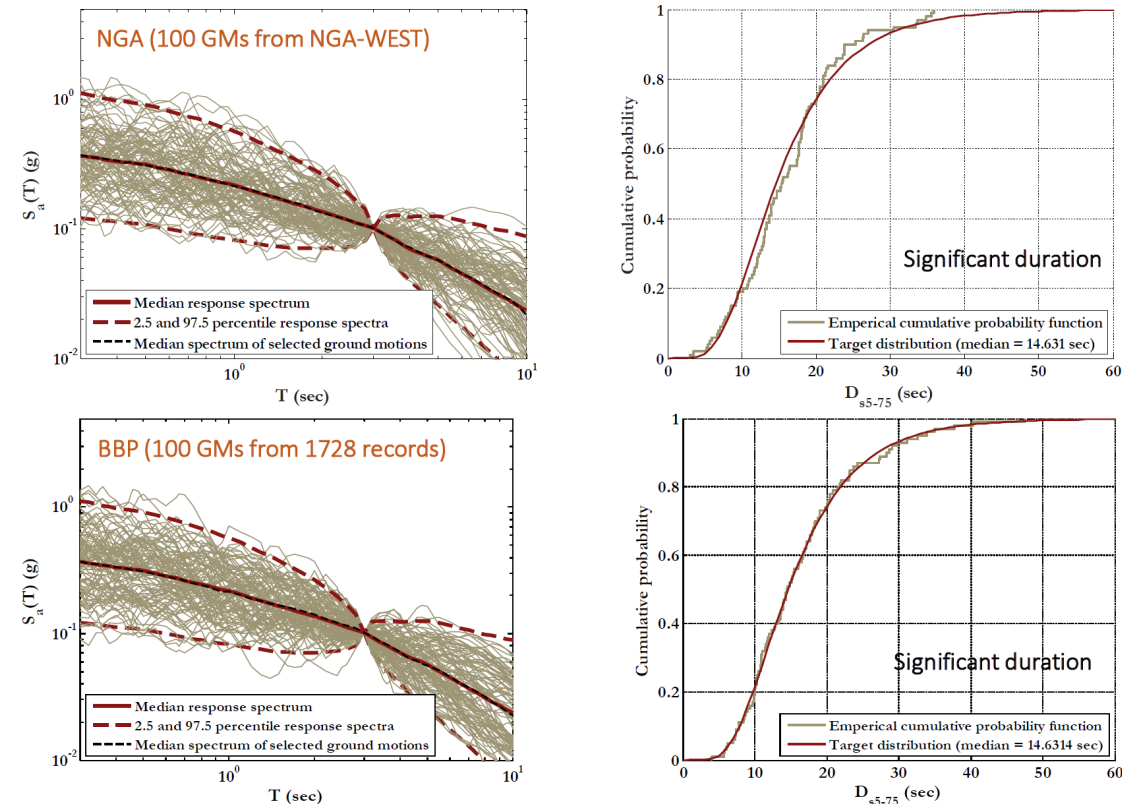 NGA (100 GMs from NGA-WEST)
10^0
10^-1
10^-2
S_a(T) (g)
Median response spectrum
2.5 and 97.5 percentile response spectra
Median spectrum of selected ground motions
10^0
10^1
T (sec)
1
0.8
0.6
0.4
0.2
0
Cumulative probability
Significant duration
Emperical cumulative probability function
Target distribution (median = 14.631 sec)
0 10 20 30 40 50 60
D_s5-75 (sec)
BBP (100 GMs from 1728 records)
10^0
10^-1
10^-2
S_a(T) (g)
Median response spectrum
2.5 and 97.5 percentile response spectra
Median spectrum of selected ground motions
10^0
10^1
T (sec)
1
0.8
0.6
0.4
0.2
0
Cumulative probability
Significant duration
Emperical cumulative probability function
Target distribution (median = 14.6314 sec)
0 10 20 30 40 50 60
D_s5-75 (sec)